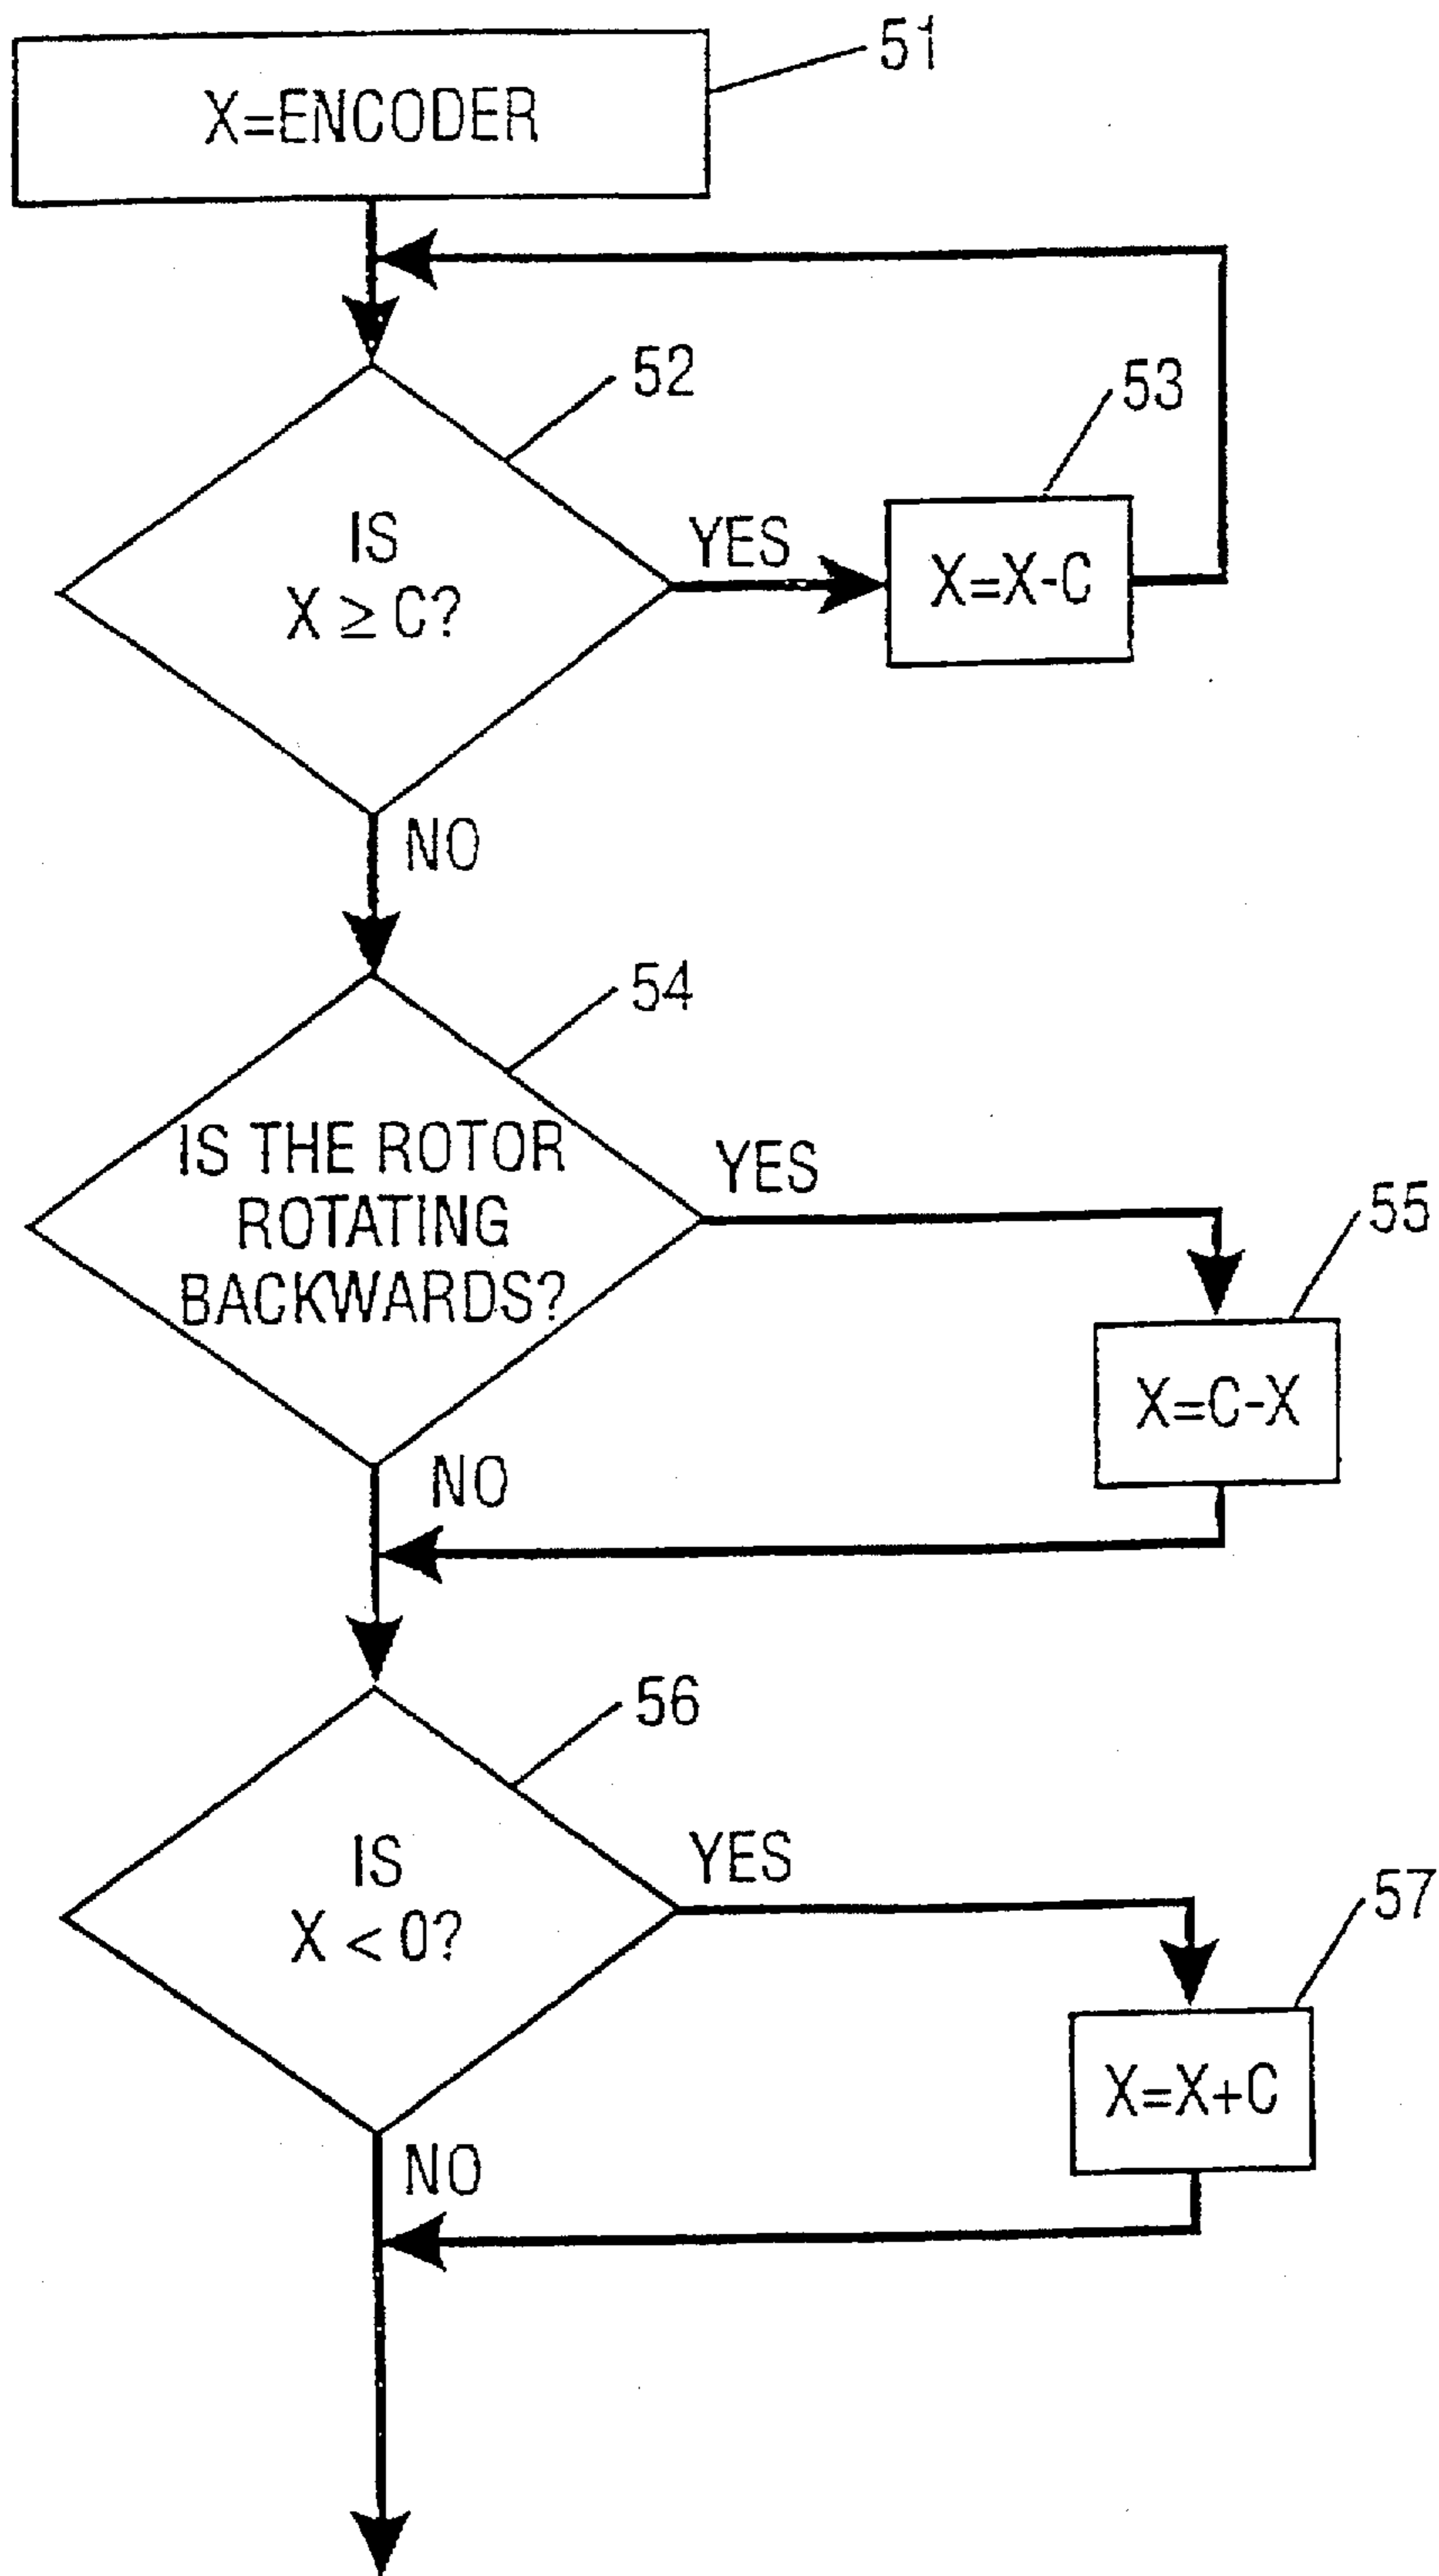 51
X=ENCODER
52
53
IS
X ≥ C?
YES
X=X-C
NO
54
IS THE ROTOR
ROTATING
BACKWARDS?
YES
55
X=C-X
NO
56
IS
X < 0?
YES
57
X=X+C
NO